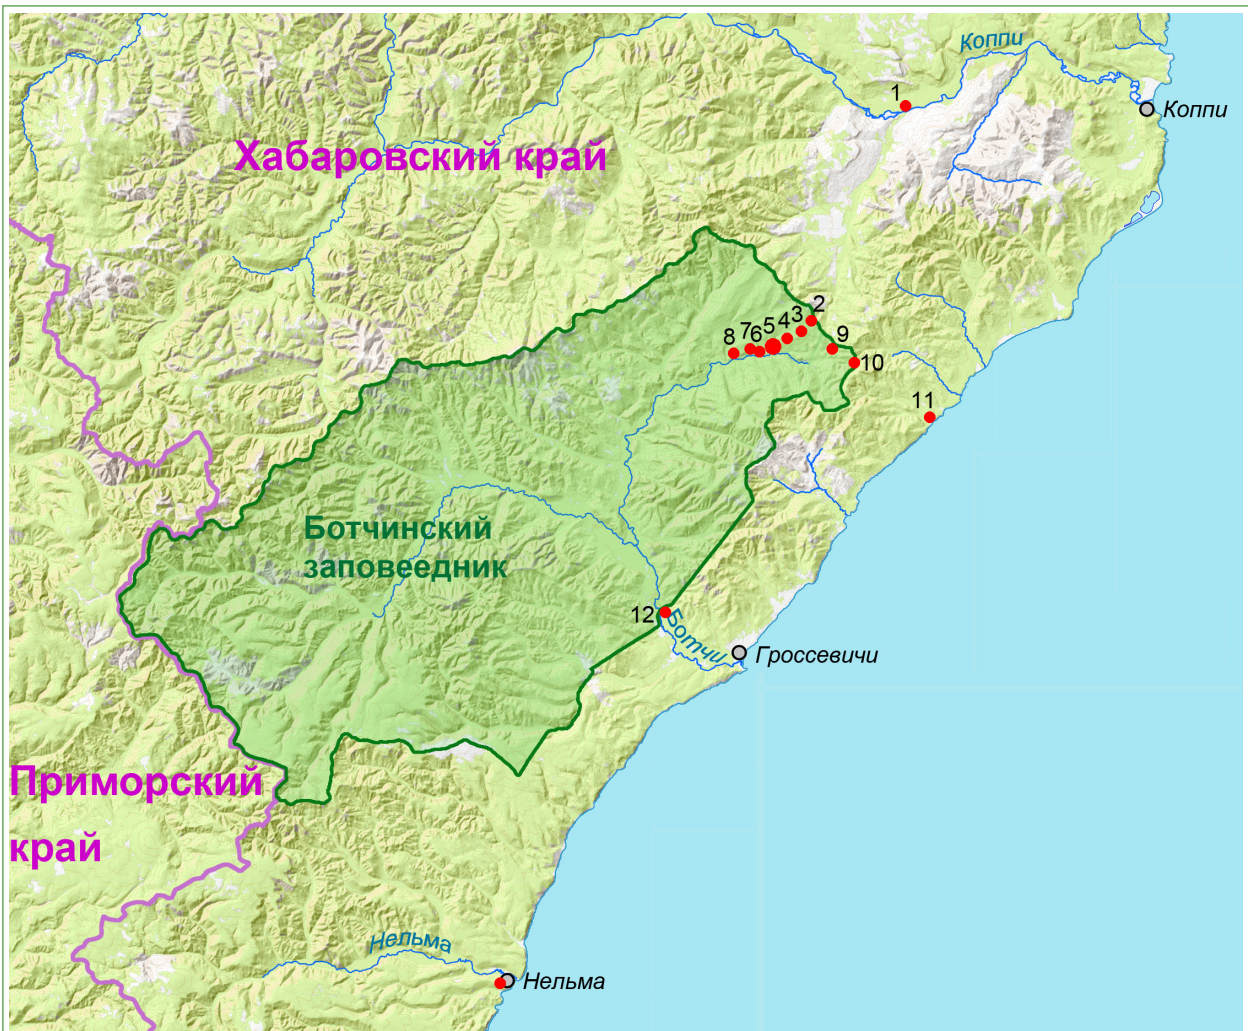 Коппи
1
Коппи
Хабаровский край
2
3
4
5
6
7
8
9
10
11
Ботчинский
заповеедник
12
Ботчи
Гроссевичи
Приморский
край
Нельма
Нельма